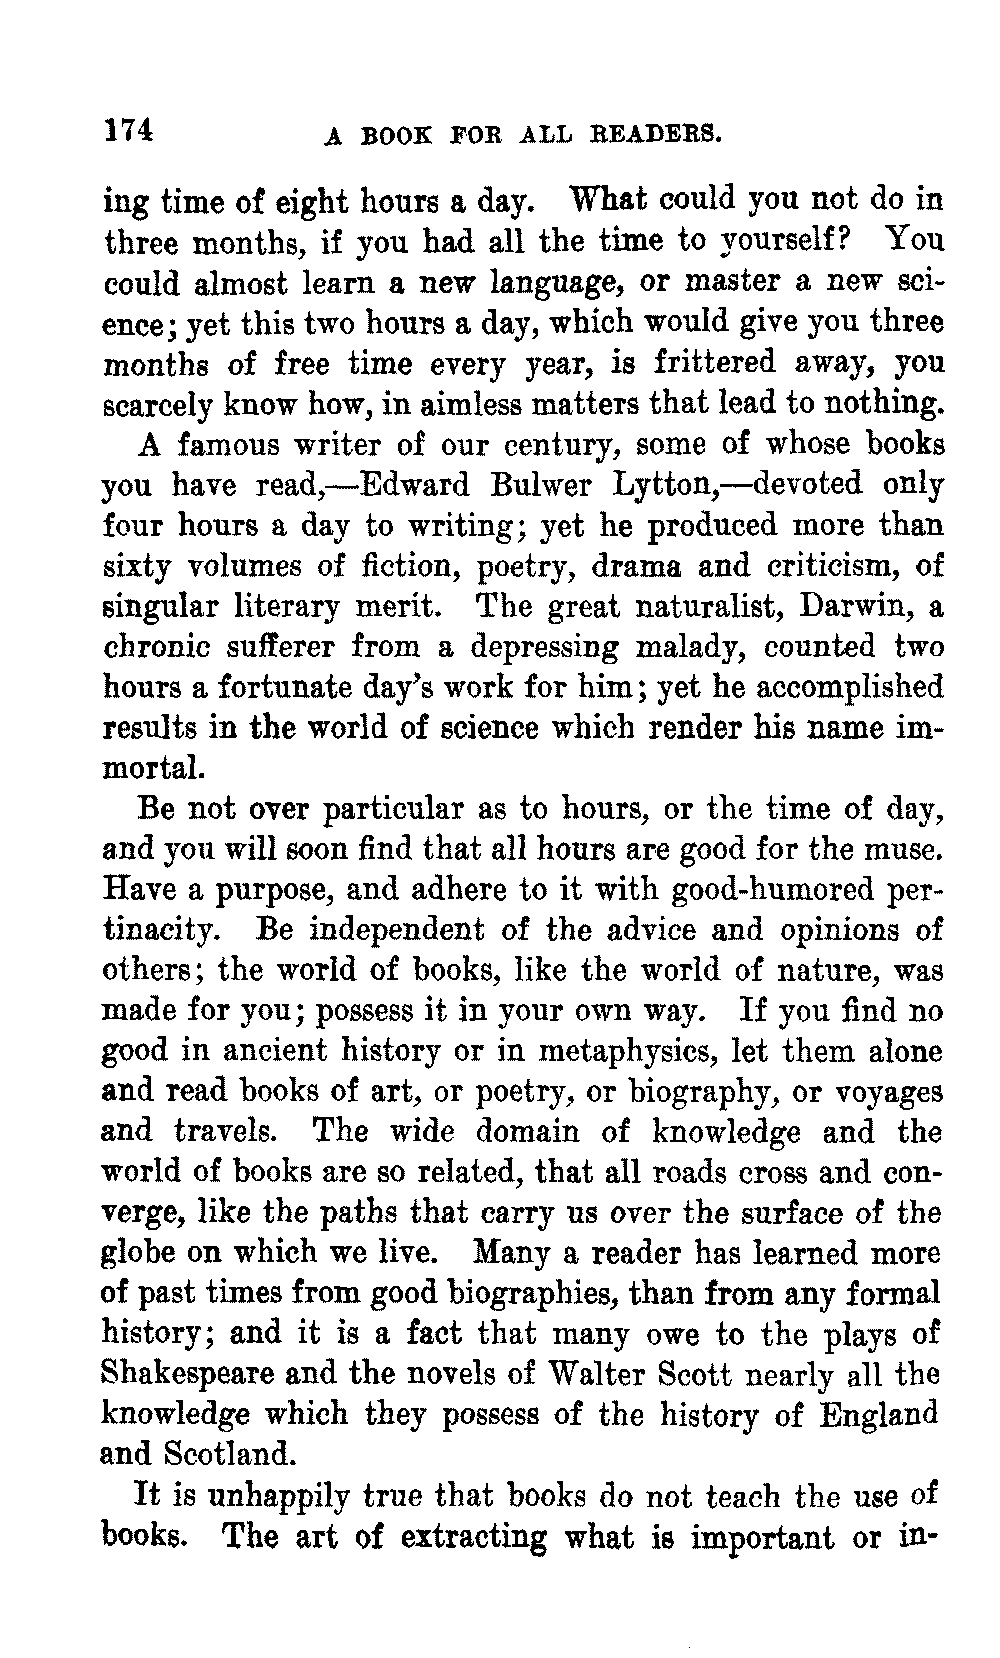 174 A BOOK FOR ALL READERS.
ing time of eight hours a day. What could you not do in
three months, if you had all the time to yourself? You
could almost learn a new language, or master a new sci-
ence; yet this two hours a day, which would give you three
months of free time every year, is frittered away, you
scarcely know how, in aimless matters that lead to nothing.
A famous writer of our century, some of whose books
you have read,—Edward Bulwer Lytton,—devoted only
four hours a day to writing; yet he produced more than
sixty volumes of fiction, poetry, drama and criticism, of
singular literary merit. The great naturalist, Darwin, a
chronic sufferer from a depressing malady, counted two
hours a fortunate day's work for him; yet he accomplished
results in the world of science which render his name im-
mortal.
Be not over particular as to hours, or the time of day,
and you will soon find that all hours are good for the muse.
Have a purpose, and adhere to it with good-humored per-
tinacity. Be independent of the advice and opinions of
others; the world of books, like the world of nature, was
made for you; possess it in your own way. If you find no
good in ancient history or in metaphysics, let them alone
and read books of art, or poetry, or biography, or voyages
and travels. The wide domain of knowledge and the
world of books are so related, that all roads cross and con-
verge, like the paths that carry us over the surface of the
globe on which we live. Many a reader has learned more
of past times from good biographies, than from any formal
history; and it is a fact that many owe to the plays of
Shakespeare and the novels of Walter Scott nearly all the
knowledge which they possess of the history of England
and Scotland.
It is unhappily true that books do not teach the use of
books. The art of extracting what is important or in-